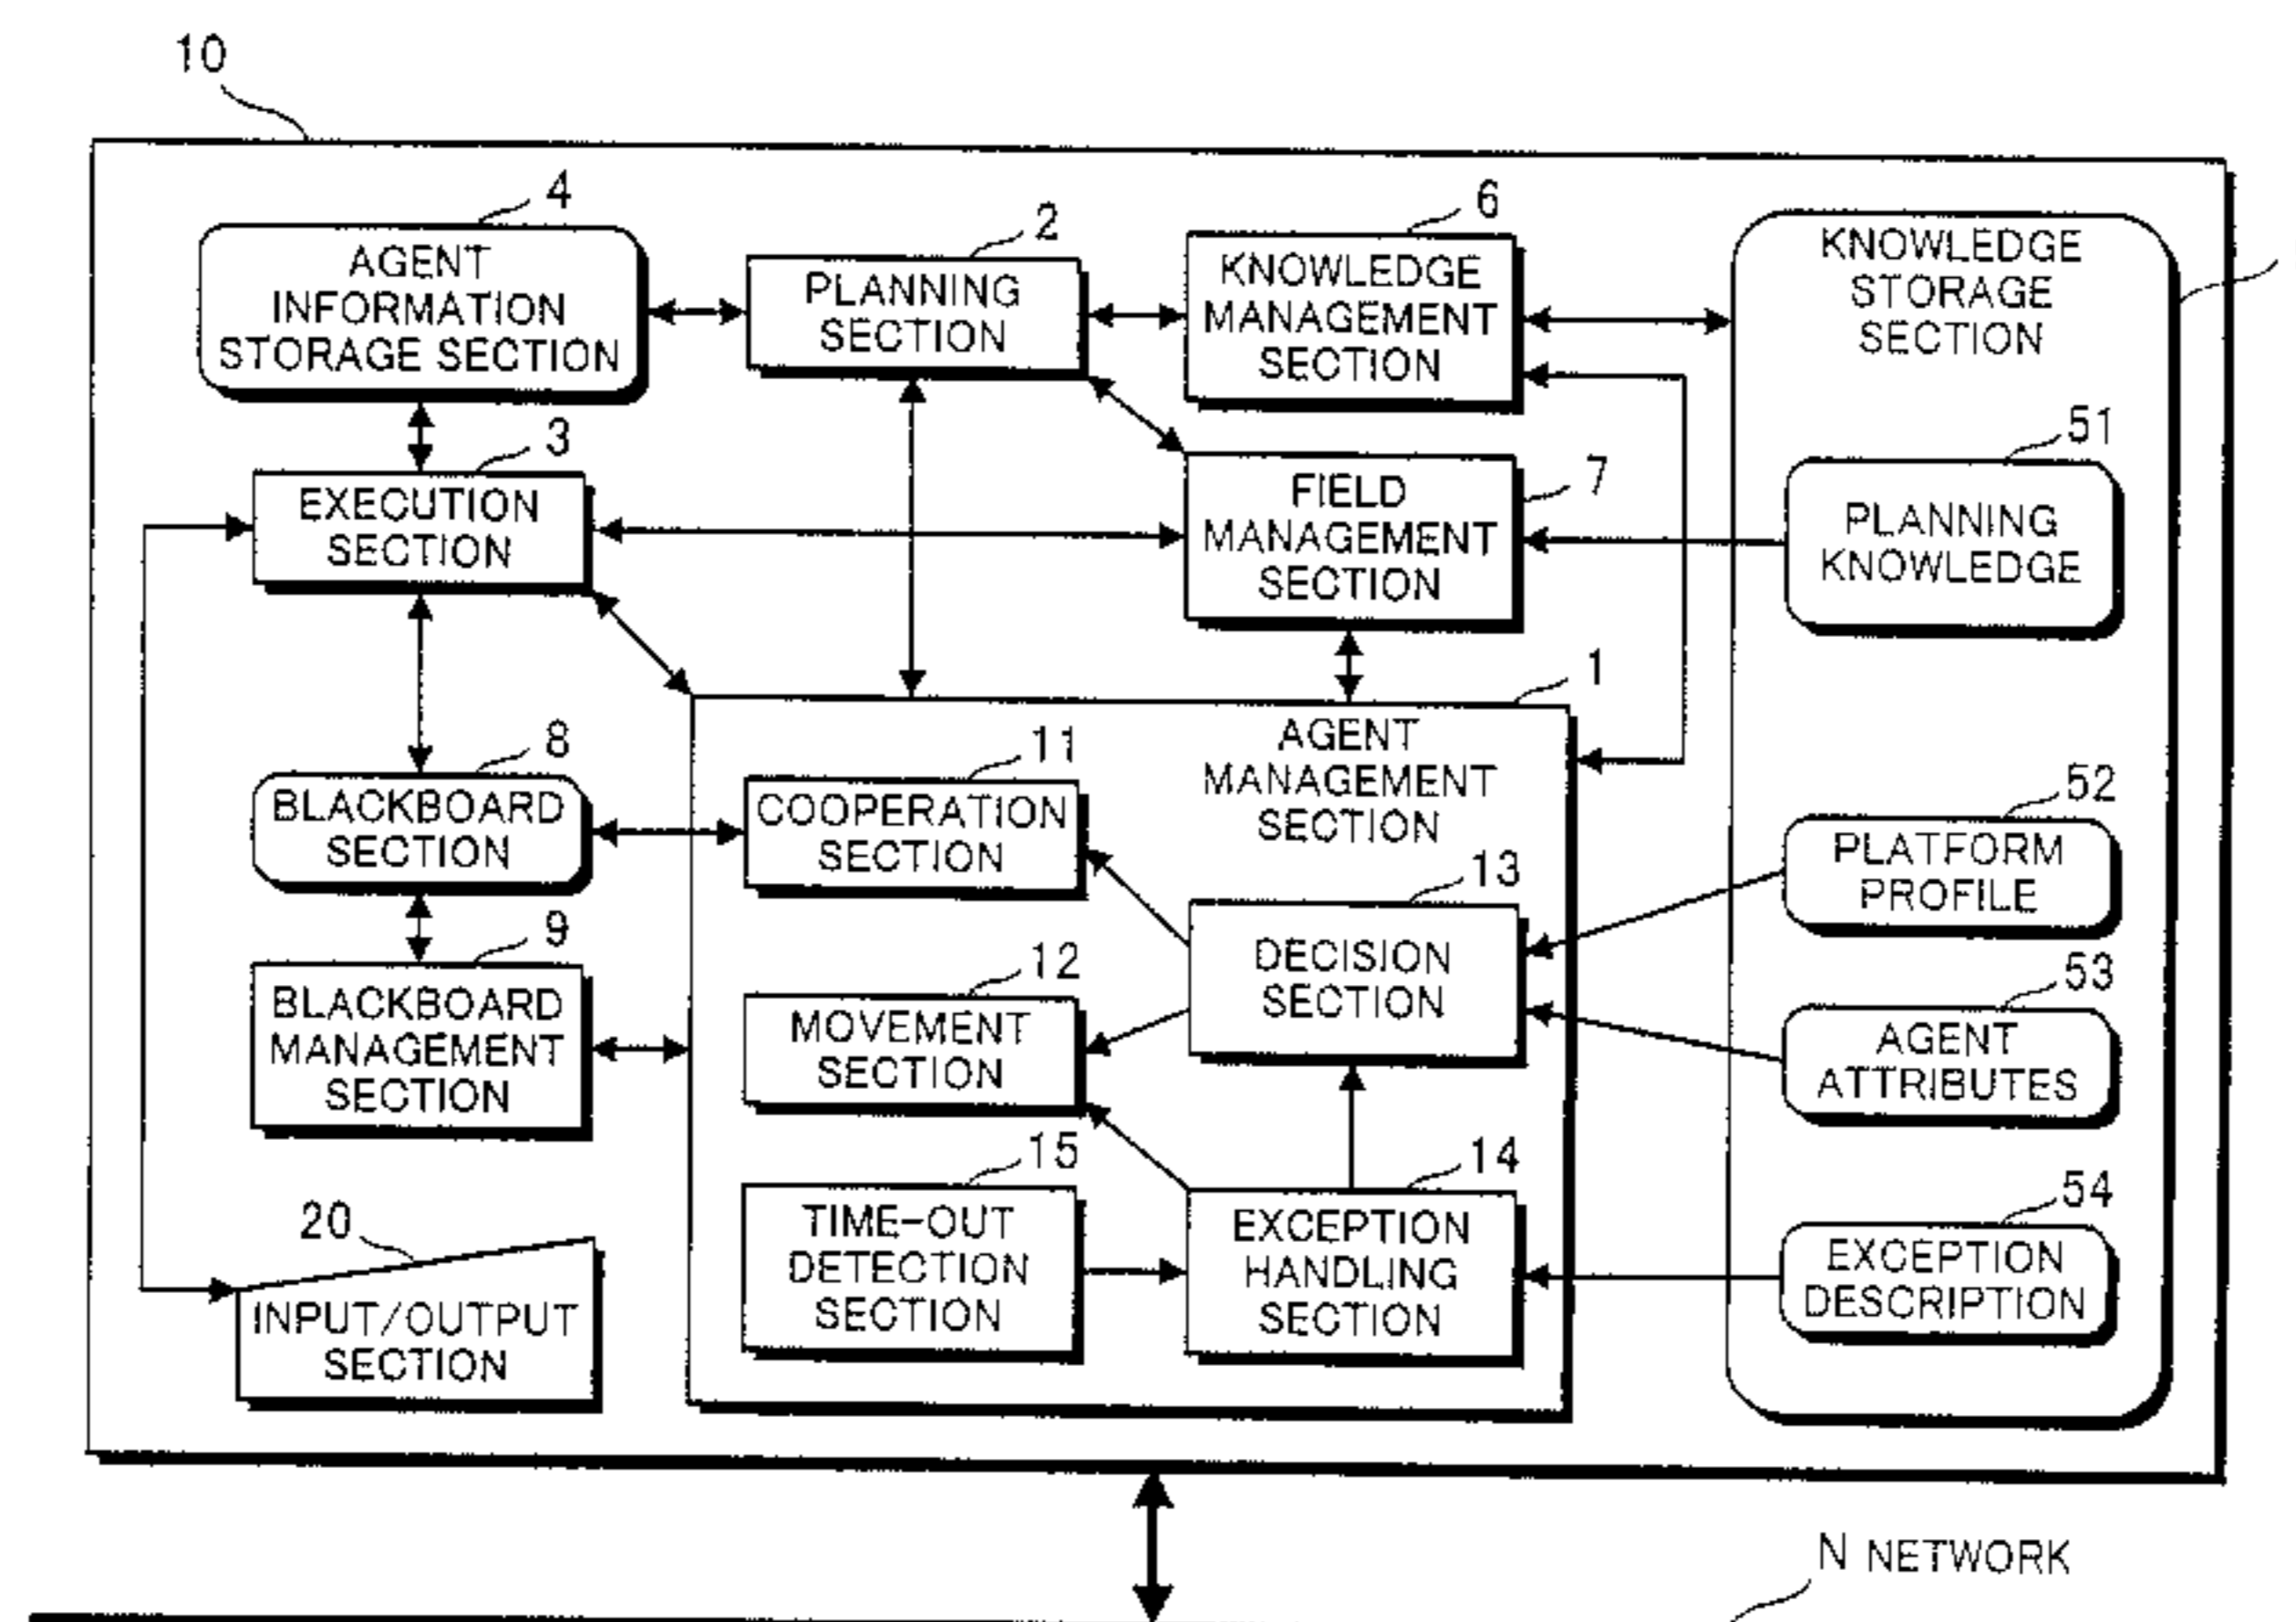 10
4
AGENT
INFORMATION
STORAGE SECTION
2
PLANNING
SECTION
6
KNOWLEDGE
MANAGEMENT
SECTION
KNOWLEDGE
STORAGE
SECTION
3
EXECUTION
SECTION
7
FIELD
MANAGEMENT
SECTION
51
PLANNING
KNOWLEDGE
1
AGENT
MANAGEMENT
SECTION
8
BLACKBOARD
SECTION
11
COOPERATION
SECTION
52
PLATFORM
PROFILE
13
DECISION
SECTION
9
BLACKBOARD
MANAGEMENT
SECTION
12
MOVEMENT
SECTION
53
AGENT
ATTRIBUTES
15
TIME-OUT
DETECTION
SECTION
14
EXCEPTION
HANDLING
SECTION
54
EXCEPTION
DESCRIPTION
20
INPUT/OUTPUT
SECTION
N NETWORK